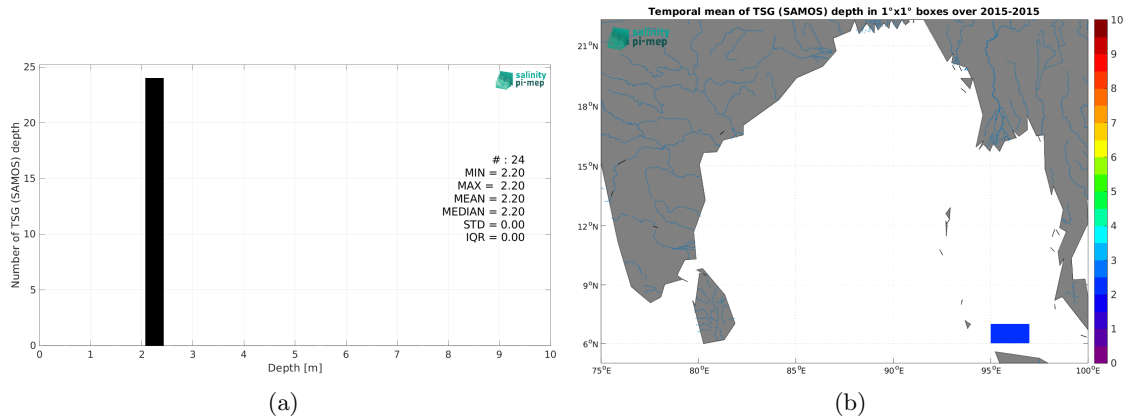 Temporal mean of TSG (SAMOS) depth in 1°x1° boxes over 2015-2015
salinity
pi-mep
Number of TSG (SAMOS) depth
25
20
15
10
5
0
# : 24
MIN = 2.20
MAX = 2.20
MEAN = 2.20
MEDIAN = 2.20
STD = 0.00
IQR = 0.00
0 1 2 3 4 5 6 7 8 9 10
Depth [m]
(a)
salinity
pi-mep
21°N
18°N
15°N
12°N
9°N
6°N
75°E 80°E 85°E 90°E 95°E 100°E
10
9
8
7
6
5
4
3
2
1
0
(b)